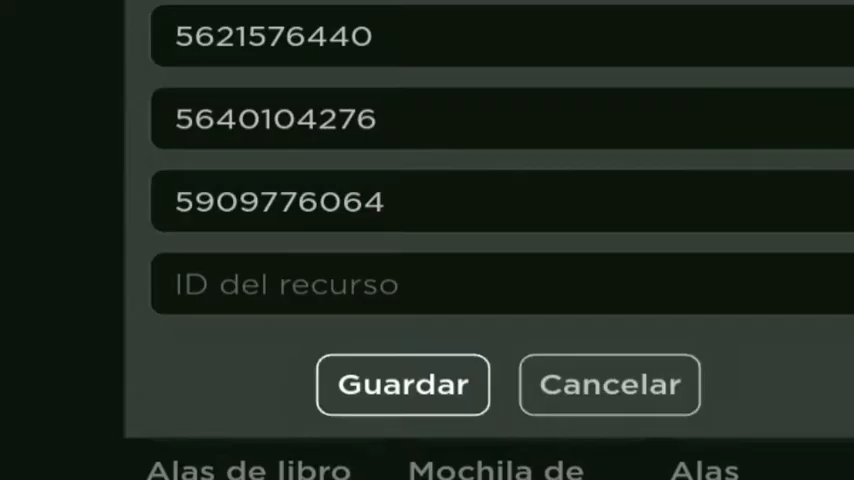 5621576440
5640104276
5909776064
ID del recurso
Guardar Cancelar
Alas de libro Mochila de Alas